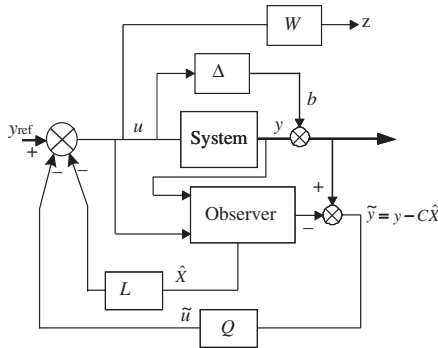 W
z
Δ
b
y_ref
+
−
−
u
System
y
Observer
+
−
ỹ = y − CX̂
L
X̂
ũ
Q